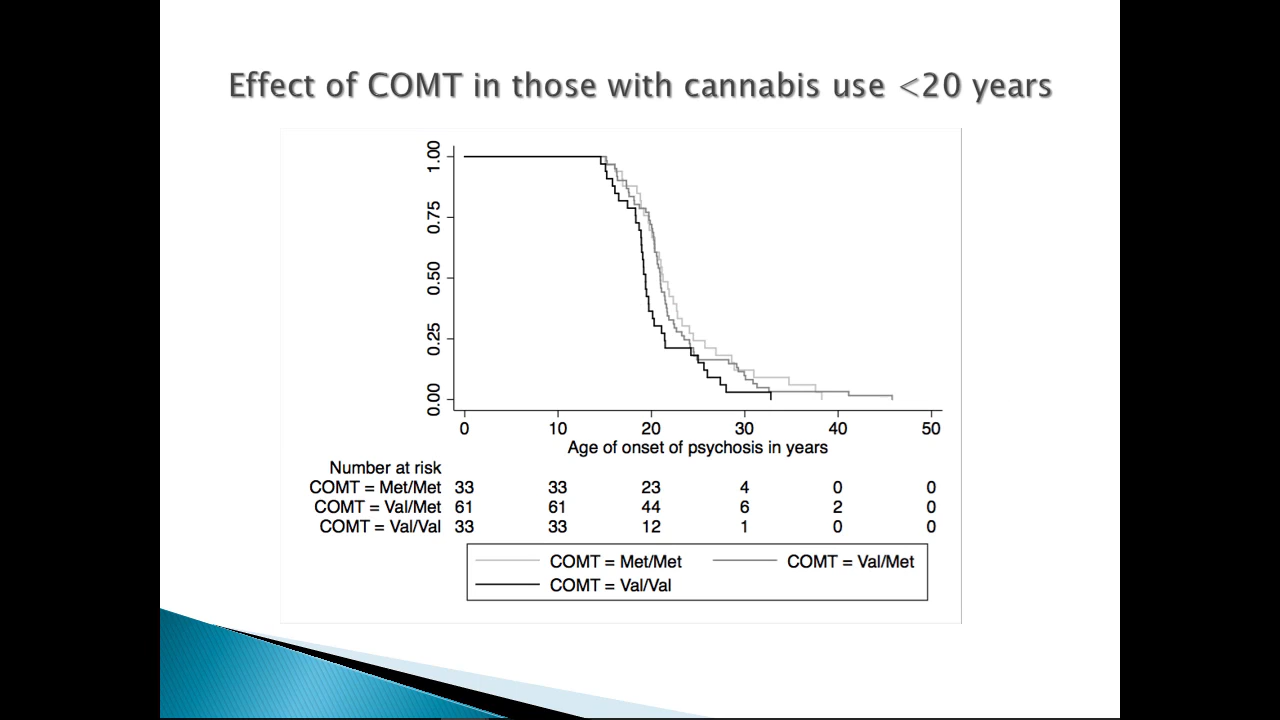 Effect of COMT in those with cannabis use <20 years
1.00
0.75
0.50
0.25
0.00
0 10 20 30 40 50
Age of onset of psychosis in years
Number at risk
COMT = Met/Met 33 33 23 4 0 0
COMT = Val/Met 61 61 44 6 2 0
COMT = Val/Val 33 33 12 1 0 0
COMT = Met/Met COMT = Val/Met
COMT = Val/Val